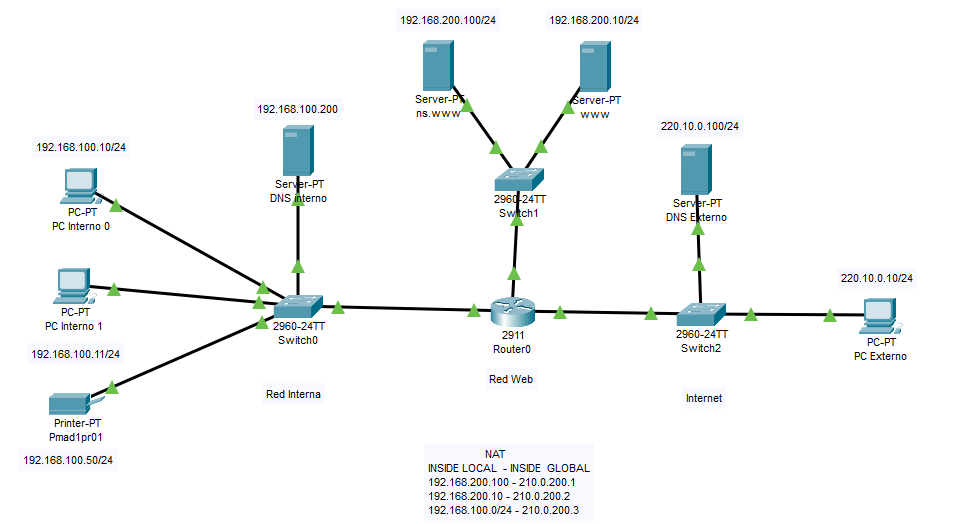 192.168.200.100/24
192.168.200.10/24
Server-PT
ns.www
Server-PT
www
192.168.100.200
220.10.0.100/24
192.168.100.10/24
Server-PT
DNS interno
2960-24TT
Switch1
Server-PT
DNS Externo
PC-PT
PC Interno 0
220.10.0.10/24
PC-PT
PC Interno 1
2960-24TT
Switch0
2911
Router0
2960-24TT
Switch2
PC-PT
PC Externo
192.168.100.11/24
Red Interna
Red Web
Internet
Printer-PT
Pmad1pr01
192.168.100.50/24
NAT
INSIDE LOCAL - INSIDE GLOBAL
192.168.200.100 - 210.0.200.1
192.168.200.10 - 210.0.200.2
192.168.100.0/24 - 210.0.200.3